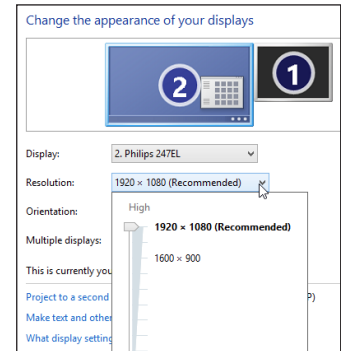 Change the appearance of your displays
2
1
Display: 2. Philips 247EL
Resolution: 1920 × 1080 (Recommended)
Orientation: High
1920 × 1080 (Recommended)
Multiple displays:
1600 × 900
This is currently you
Project to a second P)
Make text and other
What display setting